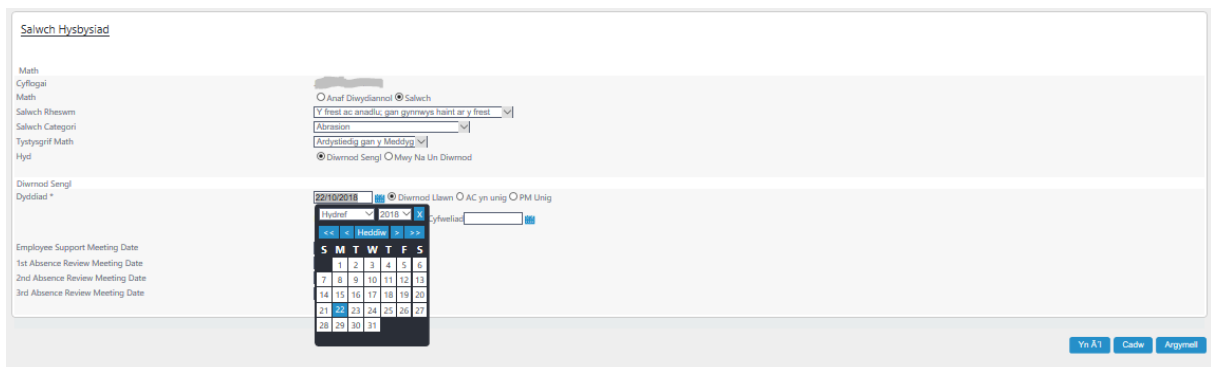 Salwch Hysbysiad
Math
Cyflogai
Math Anaf Diwydiannol Salwch
Salwch Rheswm Y frest ac anadlu; gan gynnwys haint ar y frest
Salwch Categori Abrasion
Tystysgrif Math Ardystiedig gan y Meddyg
Hyd Diwrnod Sengl Mwy Na Un Diwrnod
Diwrnod Sengl
Dyddiad * 22/10/2018 Diwrnod Llawn AC yn unig PM Unig
Hydref 2018 X
Cyfweliad
<< < Heddiw > >>
Employee Support Meeting Date
S M T W T F S
1st Absence Review Meeting Date
1 2 3 4 5 6
2nd Absence Review Meeting Date
7 8 9 10 11 12 13
3rd Absence Review Meeting Date
14 15 16 17 18 19 20
21 22 23 24 25 26 27
28 29 30 31
Yn Ã'l Cadw Argymell